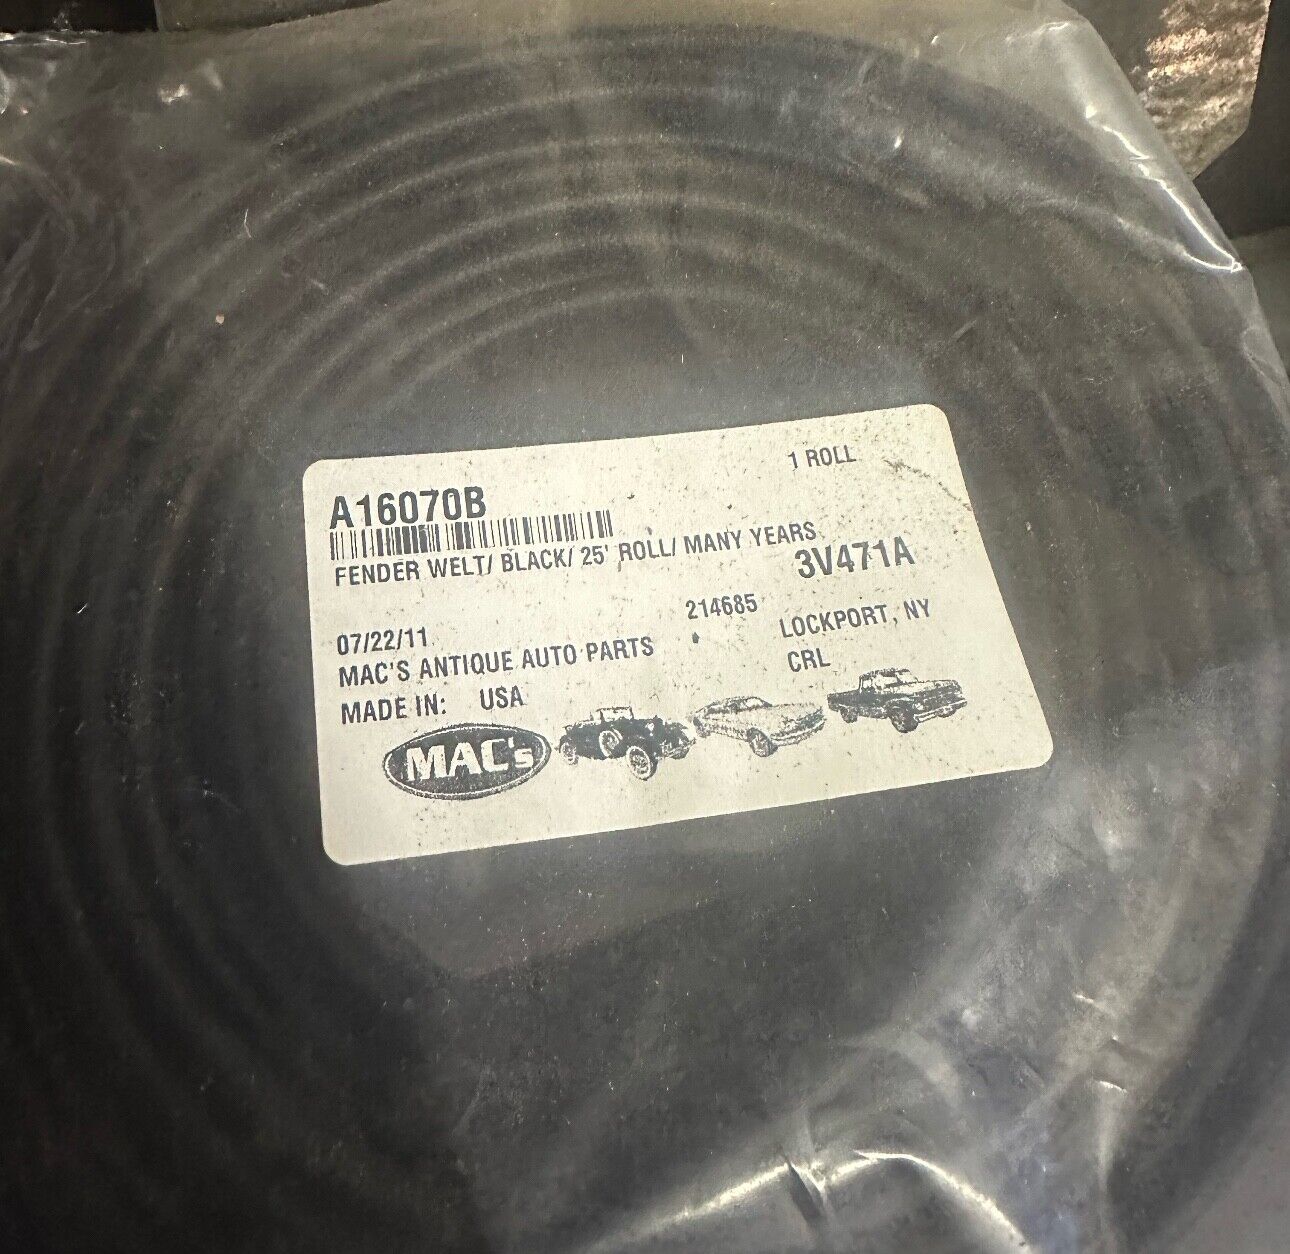 1 ROLL
A16070B
FENDER WELT/ BLACK/ 25' ROLL/ MANY YEARS
3V471A
07/22/11
214685
LOCKPORT, NY
MAC'S ANTIQUE AUTO PARTS
CRL
MADE IN: USA
MAC's